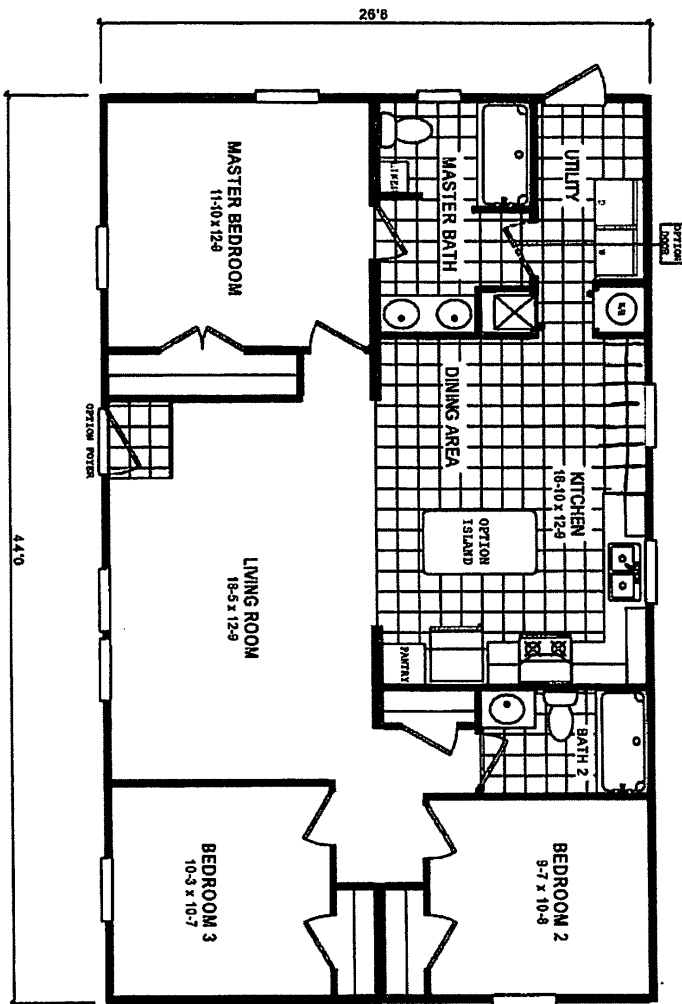 26'8
44'0
UTILITY
OPTION
DOOR
MASTER BATH
LINEN
MASTER BEDROOM
11-10 x 12-9
DINING AREA
KITCHEN
16-10 x 12-9
OPTION
ISLAND
PANTRY
OPTION FOYER
LIVING ROOM
18-5 x 12-9
BATH 2
BEDROOM 2
9-7 x 10-8
BEDROOM 3
10-3 x 10-7